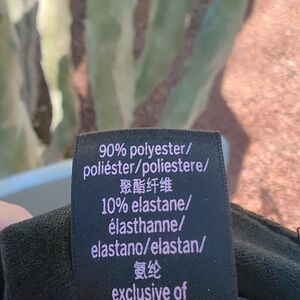 90% polyester/
poliéster/poliestere/
聚酯纤维
10% elastane/
élasthanne/
elastano/elastan/
氨纶
exclusive of